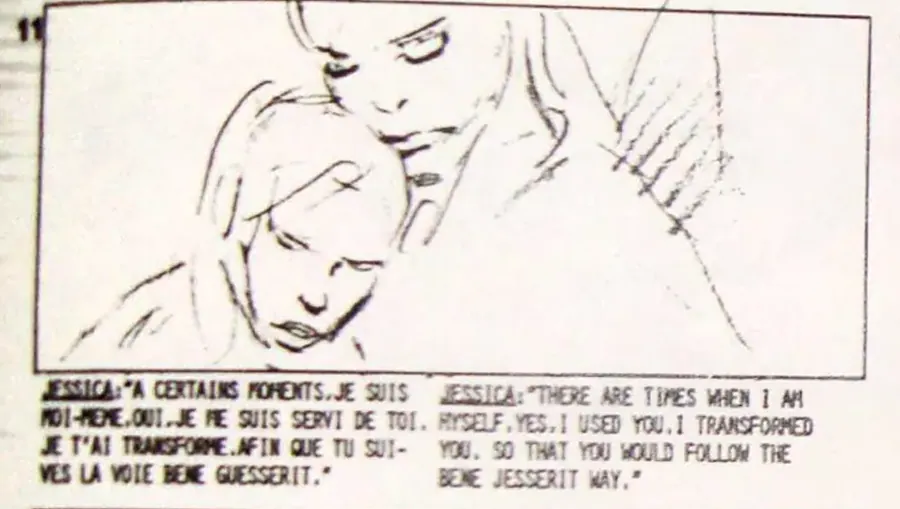 11
JESSICA:"A CERTAINS MOMENTS,JE SUIS
MOI-MEME,OUI,JE ME SUIS SERVI DE TOI.
JE T'AI TRANSFORME,AFIN QUE TU SUI-
VES LA VOIE BENE GUESSERIT."
JESSICA:"THERE ARE TIMES WHEN I AM
MYSELF,YES,I USED YOU,I TRANSFORMED
YOU, SO THAT YOU WOULD FOLLOW THE
BENE JESSERIT WAY."